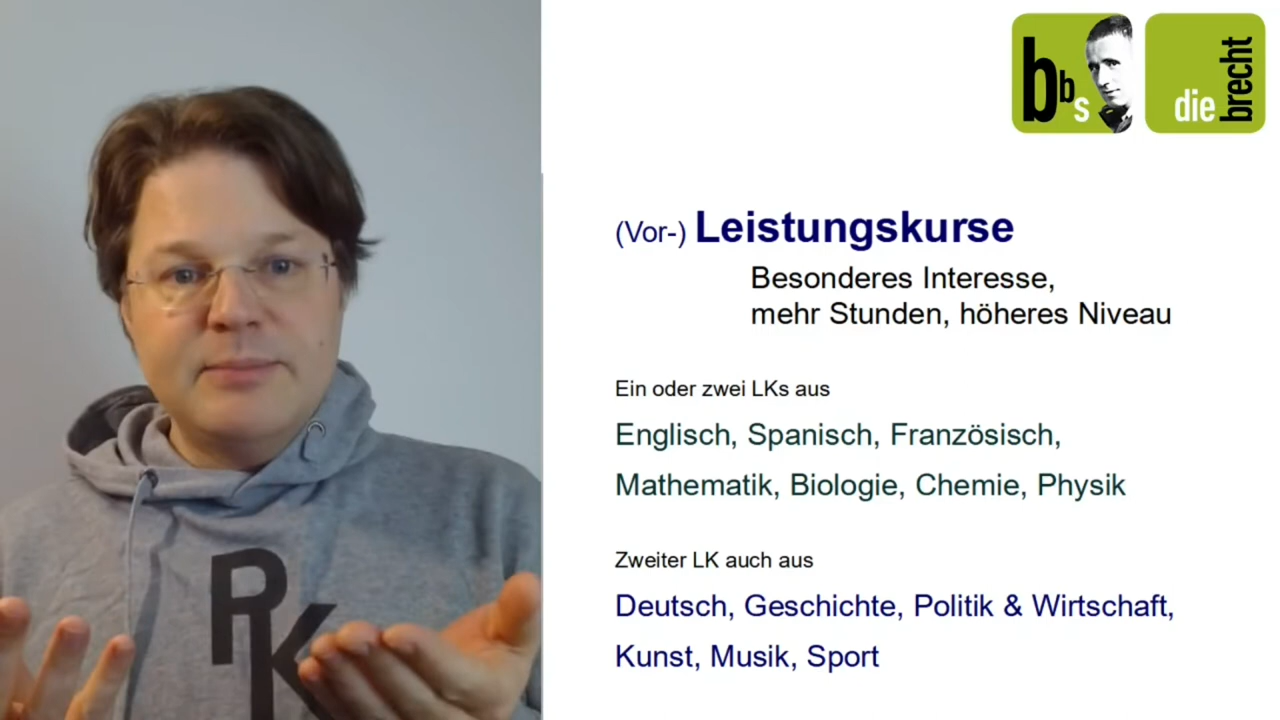 bbs
die brecht
(Vor-) Leistungskurse
Besonderes Interesse,
mehr Stunden, höheres Niveau
Ein oder zwei LKs aus
Englisch, Spanisch, Französisch,
Mathematik, Biologie, Chemie, Physik
Zweiter LK auch aus
Deutsch, Geschichte, Politik & Wirtschaft,
Kunst, Musik, Sport
RK